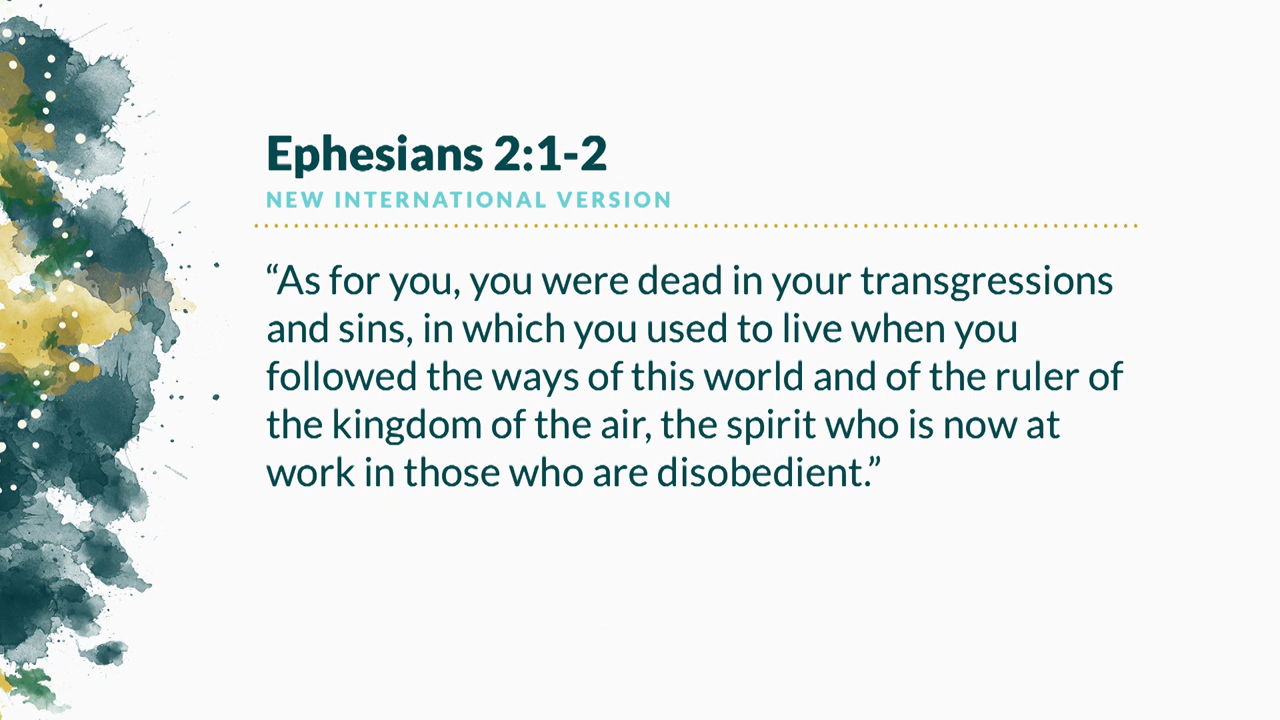 Ephesians 2:1-2
NEW INTERNATIONAL VERSION
“As for you, you were dead in your transgressions
and sins, in which you used to live when you
followed the ways of this world and of the ruler of
the kingdom of the air, the spirit who is now at
work in those who are disobedient.”